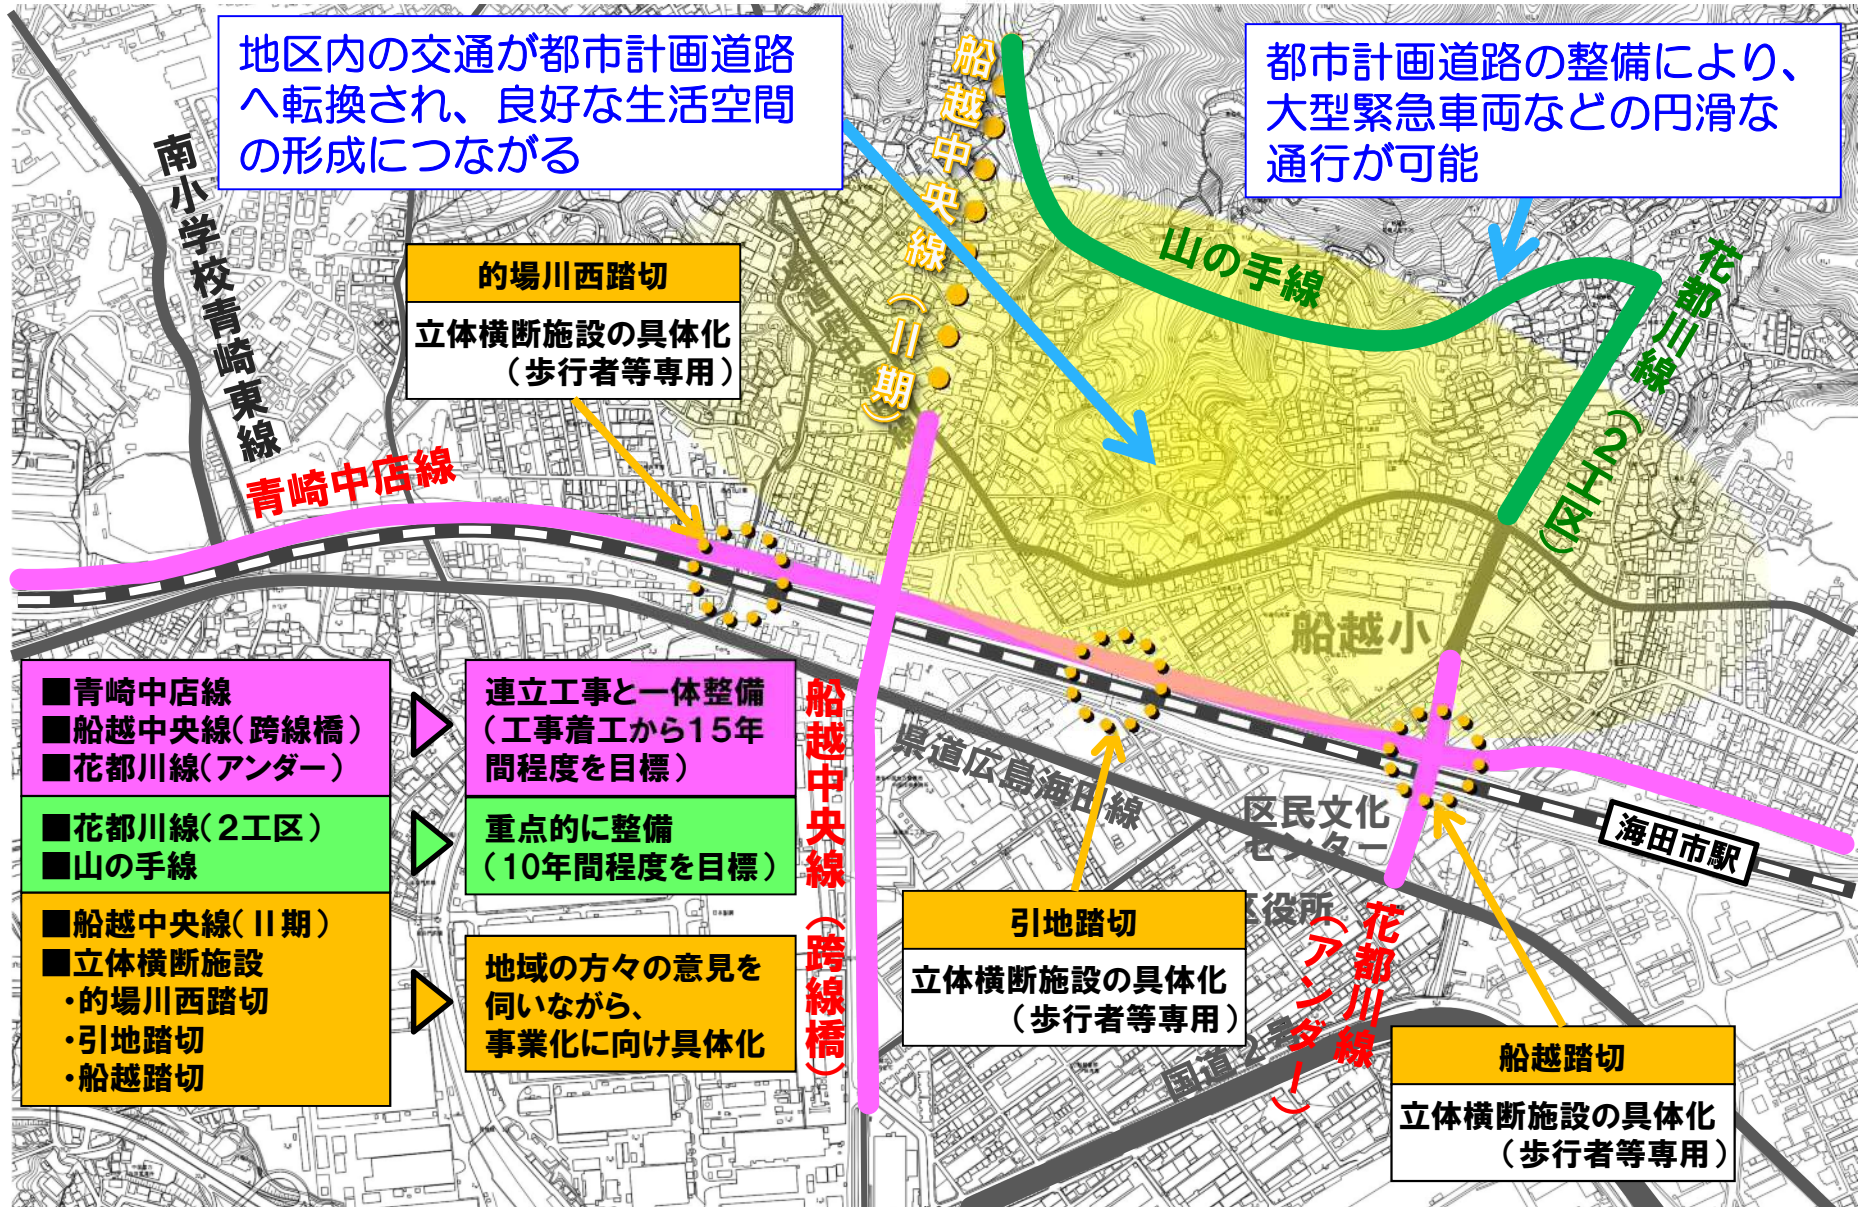 地区内の交通が都市計画道路
へ転換され、良好な生活空間
の形成につながる
都市計画道路の整備により、
大型緊急車両などの円滑な
通行が可能
船越中央線(Ⅱ期)
南小学校青崎東線
山の手線
花都川線(2工区)
的場川西踏切
立体横断施設の具体化
(歩行者等専用)
青崎中店線
船越小
■青崎中店線
■船越中央線(跨線橋)
■花都川線(アンダー)
連立工事と一体整備
(工事着工から15年
間程度を目標)
■花都川線(2工区)
■山の手線
重点的に整備
(10年間程度を目標)
■船越中央線(Ⅱ期)
■立体横断施設
・的場川西踏切
・引地踏切
・船越踏切
地域の方々の意見を
伺いながら、
事業化に向け具体化
船越中央線(跨線橋)
県道広島海田線
区民文化
センター
区役所
海田市駅
引地踏切
立体横断施設の具体化
(歩行者等専用)
花都川線
(アンダー)
国道2号
船越踏切
立体横断施設の具体化
(歩行者等専用)